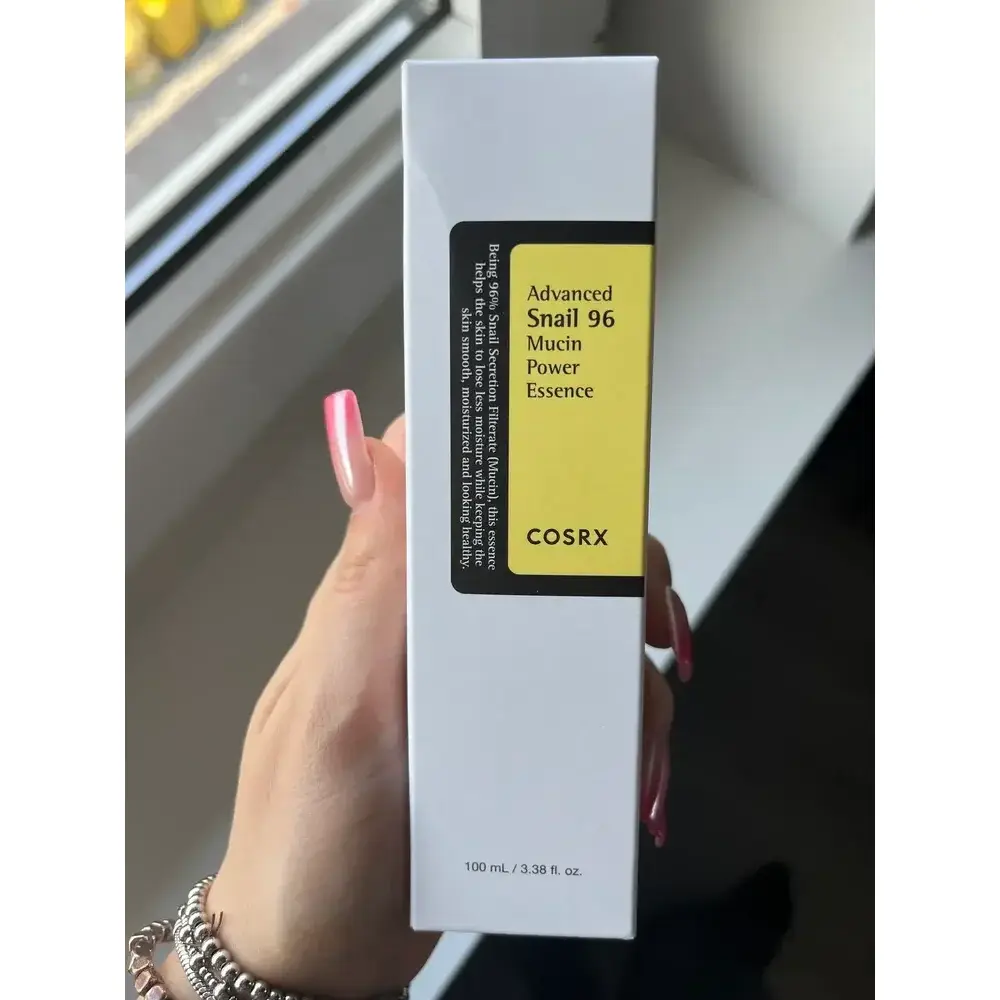 Advanced
Snail 96
Mucin
Power
Essence
COSRX
Being 96% Snail Secretion Filterate (Mucin), this essence
helps the skin to lose less moisture while keeping the
skin smooth, moisturized and looking healthy.
100 mL / 3.38 fl. oz.